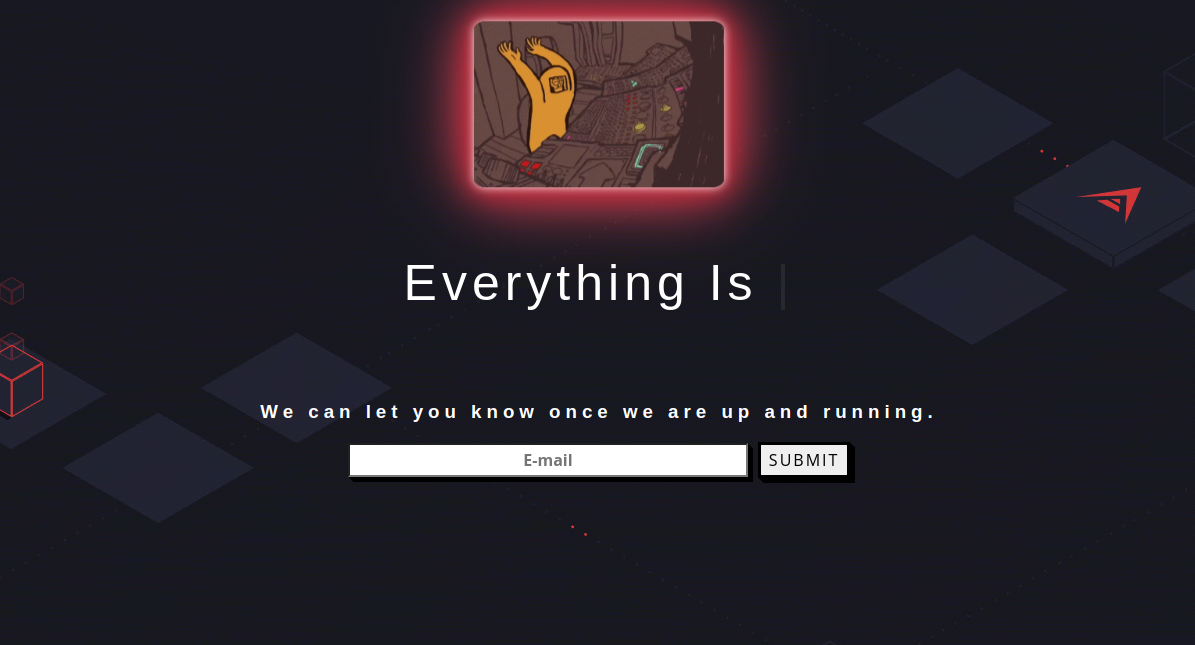 Everything Is
We can let you know once we are up and running.
E-mail SUBMIT